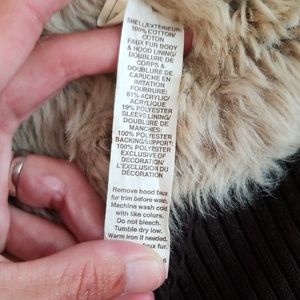 SHELL/EXTÉRIEUR:
100% COTTON/
COTON
FAUX FUR BODY
& HOOD LINING/
DOUBLURE DE
CORPS &
DOUBLURE DE
CAPUCHE EN
IMITATION
FOURRURE:
81% ACRYLIC/
ACRYLIQUE
19% POLYESTER
SLEEVE LINING/
DOUBLURE DE
MANCHES:
100% POLYESTER
BACKING/SUPPORT:
100% POLYESTER
EXCLUSIVE OF
DECORATION/
L'EXCLUSION DU
DÉCORATION
Remove hood faux
fur trim before wash.
Machine wash cold
with like colors.
Do not bleach.
Tumble dry low.
Warm iron if needed.
faux fur.